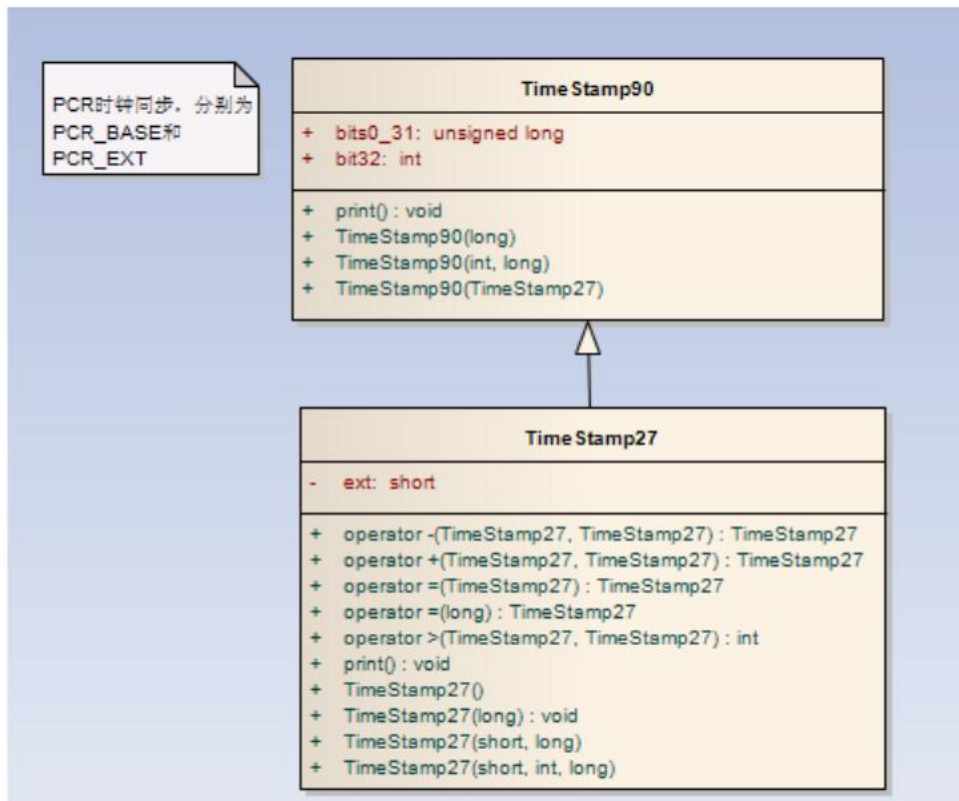 PCR时钟同步，分别为
PCR_BASE和
PCR_EXT
TimeStamp90
+ bits0_31: unsigned long
+ bit32: int
+ print() : void
+ TimeStamp90(long)
+ TimeStamp90(int, long)
+ TimeStamp90(TimeStamp27)
TimeStamp27
- ext: short
+ operator -(TimeStamp27, TimeStamp27) : TimeStamp27
+ operator +(TimeStamp27, TimeStamp27) : TimeStamp27
+ operator =(TimeStamp27) : TimeStamp27
+ operator =(long) : TimeStamp27
+ operator >(TimeStamp27, TimeStamp27) : int
+ print() : void
+ TimeStamp27()
+ TimeStamp27(long) : void
+ TimeStamp27(short, long)
+ TimeStamp27(short, int, long)